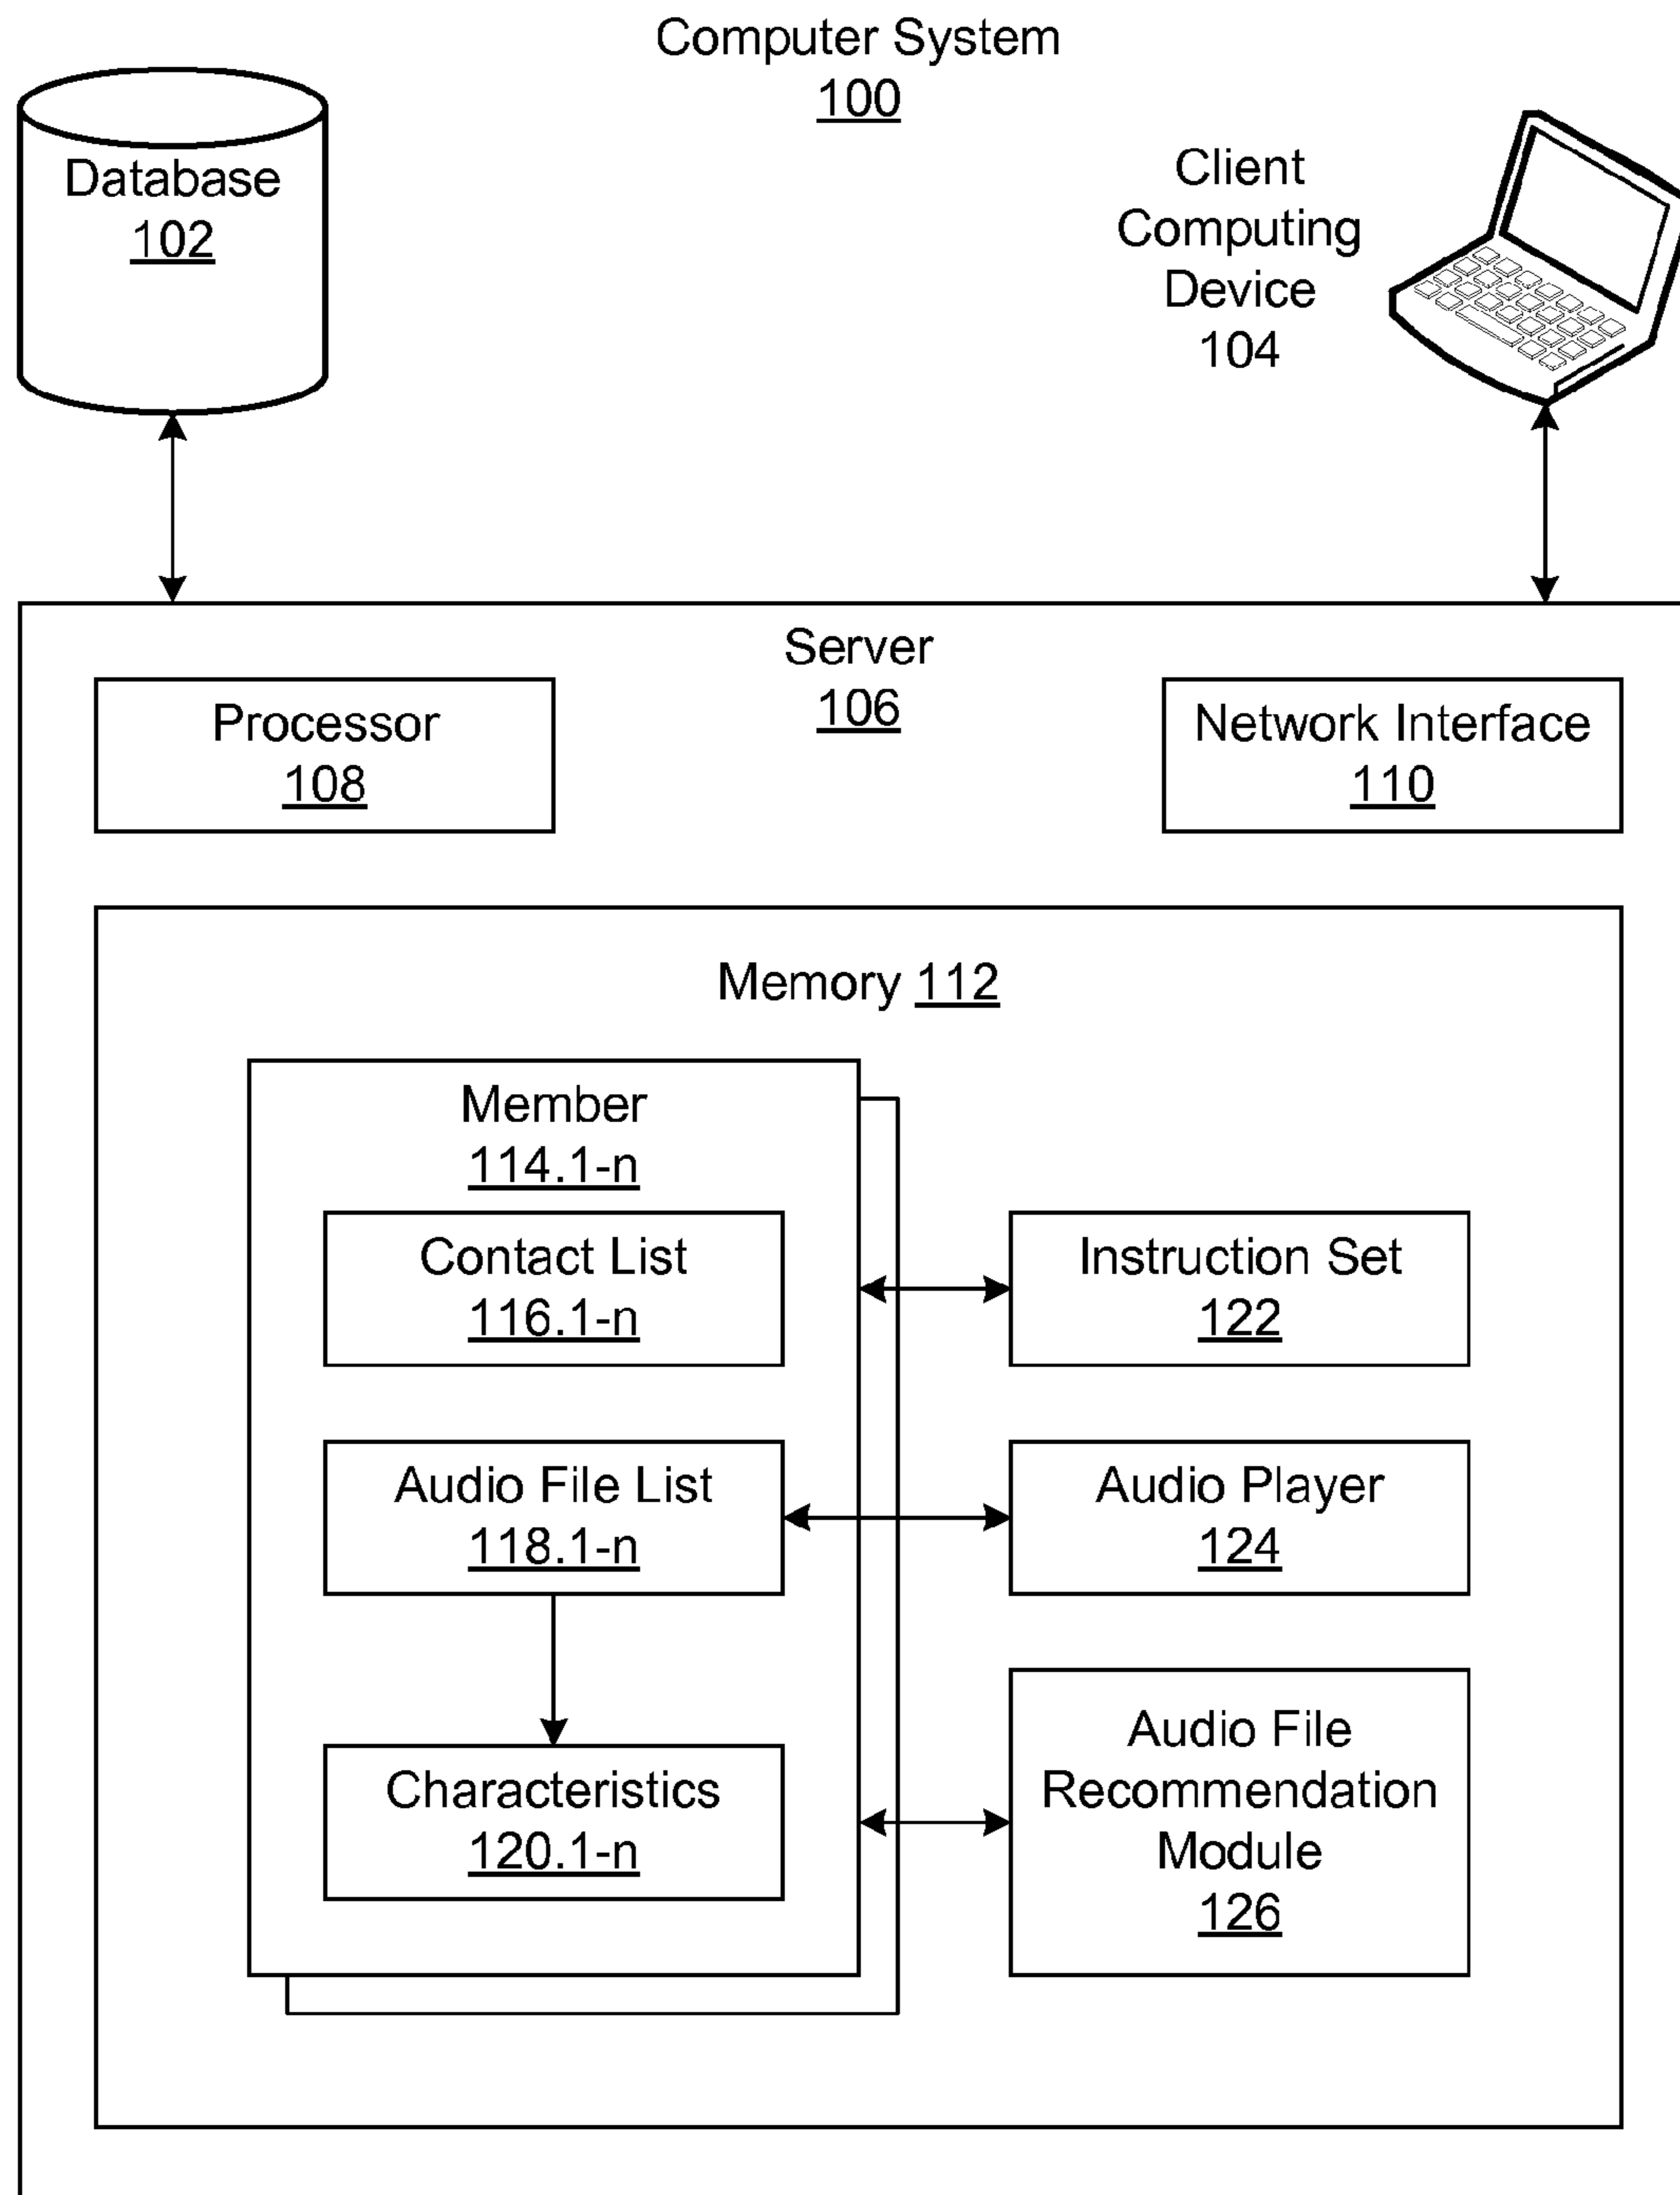 Computer System
100
Database
102
Client
Computing
Device
104
Server
106
Processor
108
Network Interface
110
Memory 112
Member
114.1-n
Contact List
116.1-n
Instruction Set
122
Audio File List
118.1-n
Audio Player
124
Characteristics
120.1-n
Audio File
Recommendation
Module
126